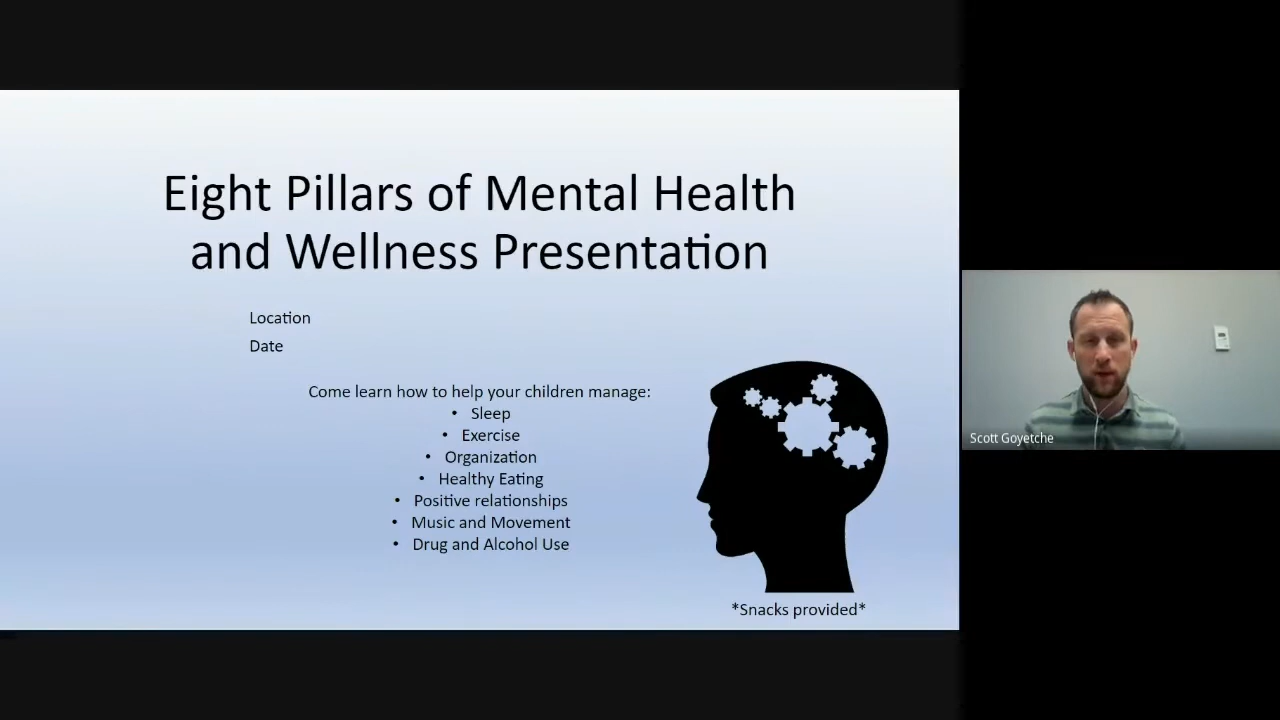 Eight Pillars of Mental Health
and Wellness Presentation
Location
Date
Come learn how to help your children manage:
• Sleep
• Exercise
• Organization
• Healthy Eating
• Positive relationships
• Music and Movement
• Drug and Alcohol Use
*Snacks provided*
Scott Goyetche